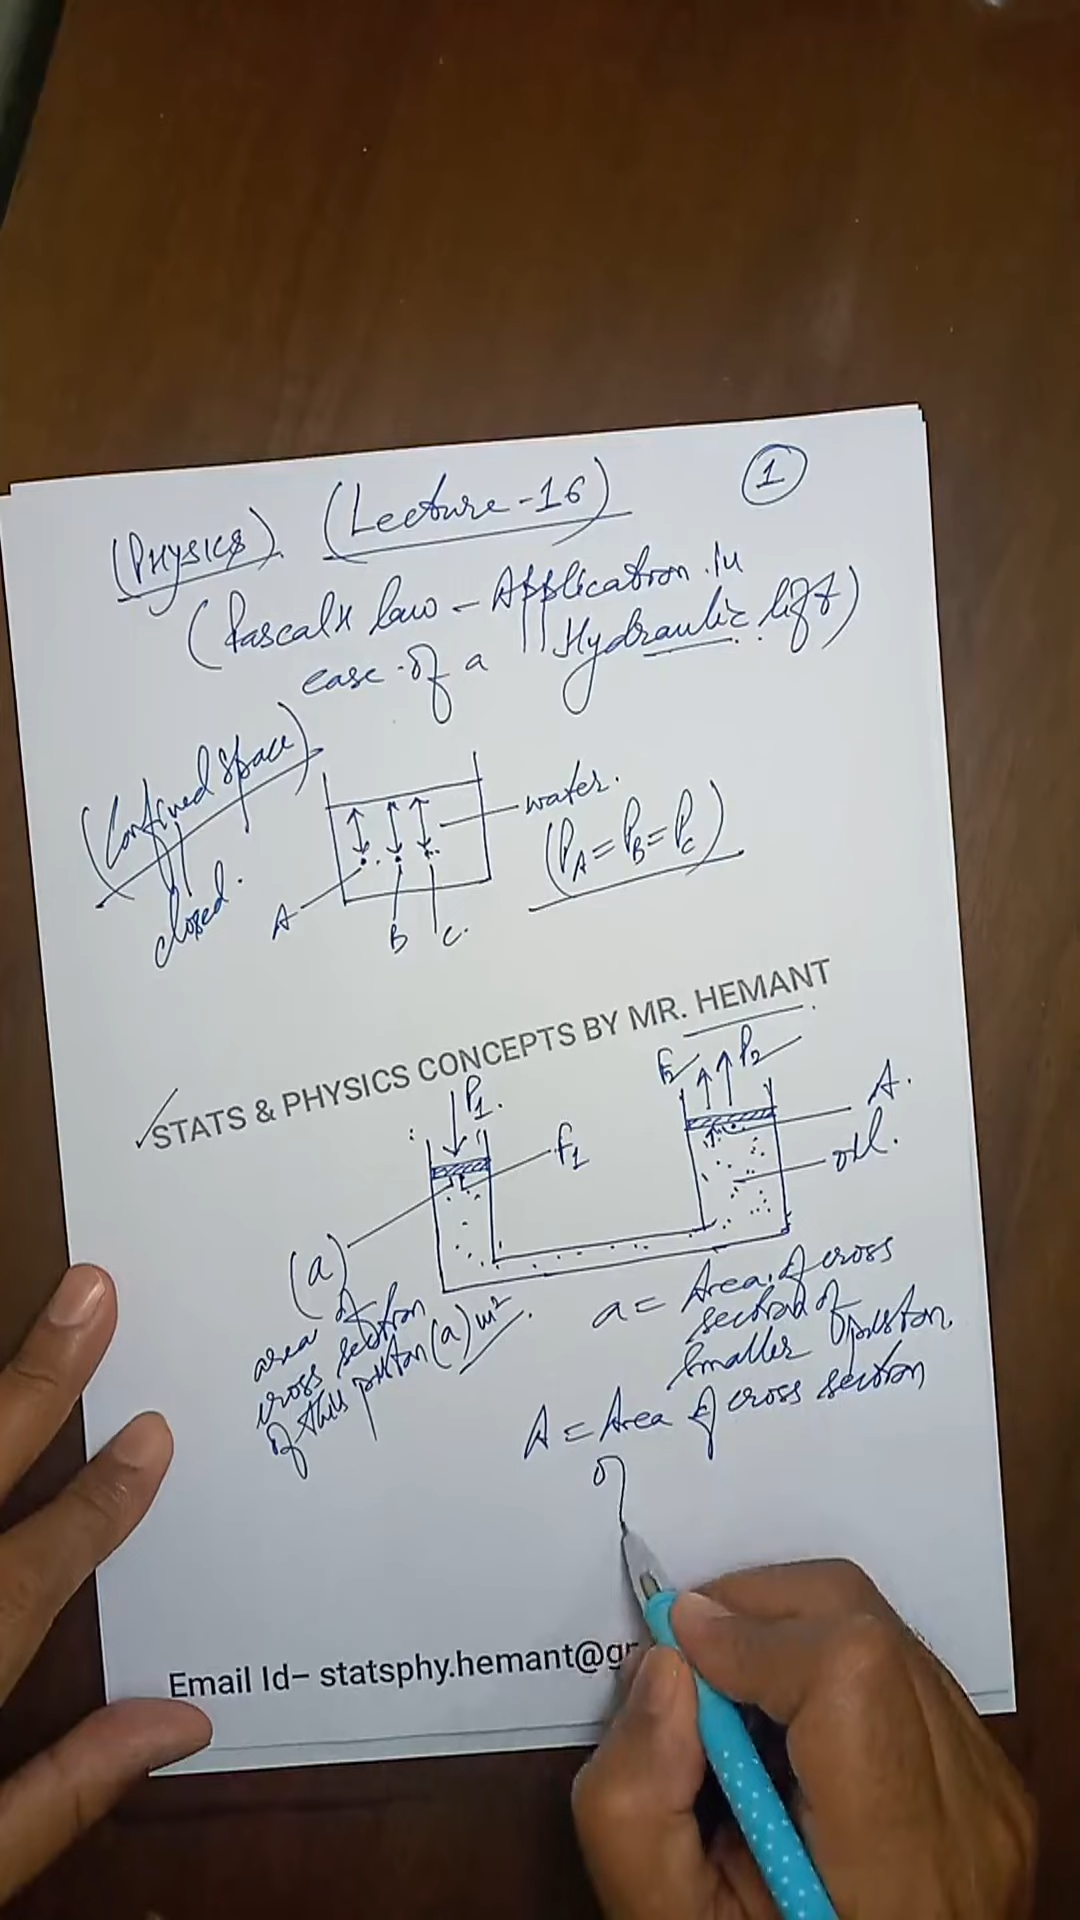 (PHYSICS) (Lecture-16) 1
(Pascal's law - Application in
case of a Hydraulic lift)
(Confined space)
closed.
water.
(PA = PB = PC)
A
B
C.
STATS & PHYSICS CONCEPTS BY MR. HEMANT
F2 P2
P1.
A.
f1
oil.
(a)
area of
cross section
of this piston (a) m²
a = Area of cross
section of
smaller piston.
A = Area of cross section
of
Email Id- statsphy.hemant@g